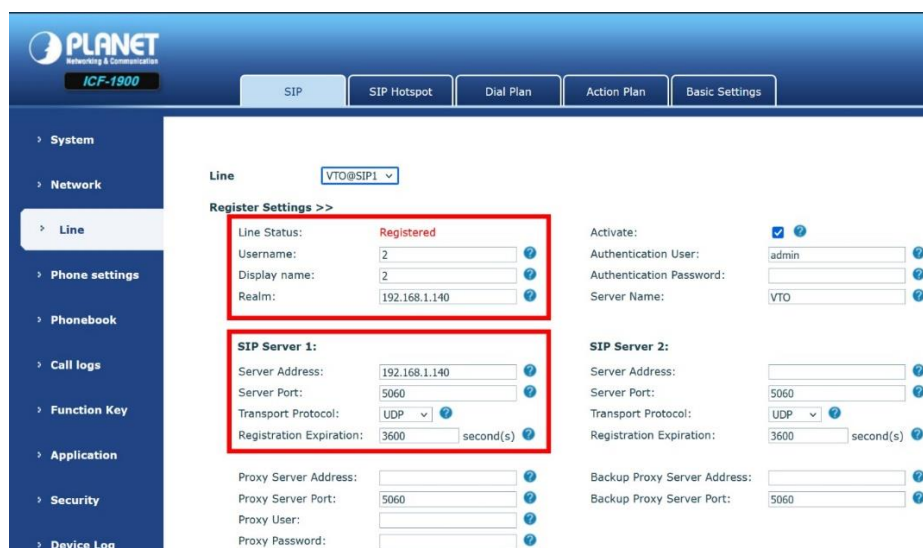 PLANET
Networking & Communication
ICF-1900
SIP
SIP Hotspot
Dial Plan
Action Plan
Basic Settings
System
Network
Line
Phone settings
Phonebook
Call logs
Function Key
Application
Security
Device Log
Line VTO@SIP1
Register Settings >>
Line Status: Registered Activate:
Username: 2 Authentication User: admin
Display name: 2 Authentication Password:
Realm: 192.168.1.140 Server Name: VTO
SIP Server 1: SIP Server 2:
Server Address: 192.168.1.140 Server Address:
Server Port: 5060 Server Port: 5060
Transport Protocol: UDP Transport Protocol: UDP
Registration Expiration: 3600 second(s) Registration Expiration: 3600 second(s)
Proxy Server Address: Backup Proxy Server Address:
Proxy Server Port: 5060 Backup Proxy Server Port: 5060
Proxy User:
Proxy Password: